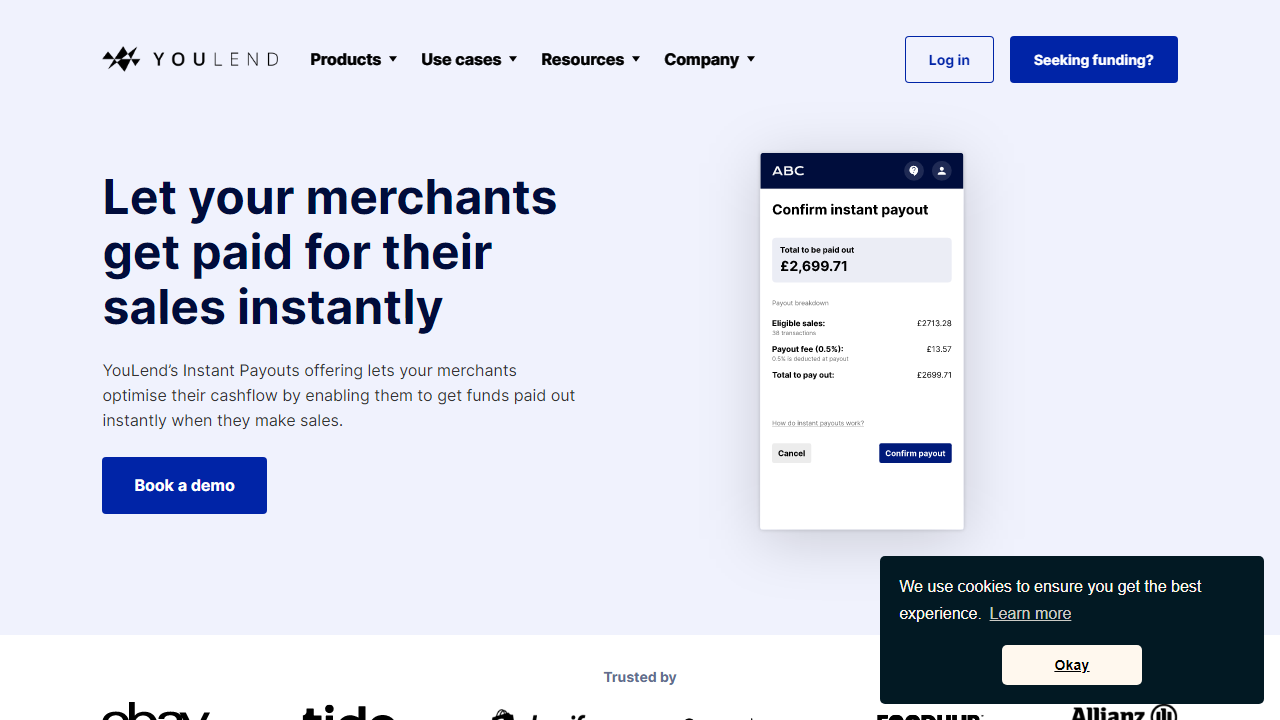 YOULEND
Products
Use cases
Resources
Company
Log in
Seeking funding?
Let your merchants
get paid for their
sales instantly
YouLend’s Instant Payouts offering lets your merchants
optimise their cashflow by enabling them to get funds paid out
instantly when they make sales.
Book a demo
ABC
Confirm instant payout
Total to be paid out
£2,699.71
Payout breakdown
Eligible sales: £2713.28
38 transactions
Payout fee (0.5%): £13.57
0.5% is deducted at payout
Total to pay out: £2699.71
How do instant payouts work?
Cancel
Confirm payout
We use cookies to ensure you get the best
experience. Learn more
Okay
Trusted by
ebay
tide
shopify
FOODHUB
Allianz